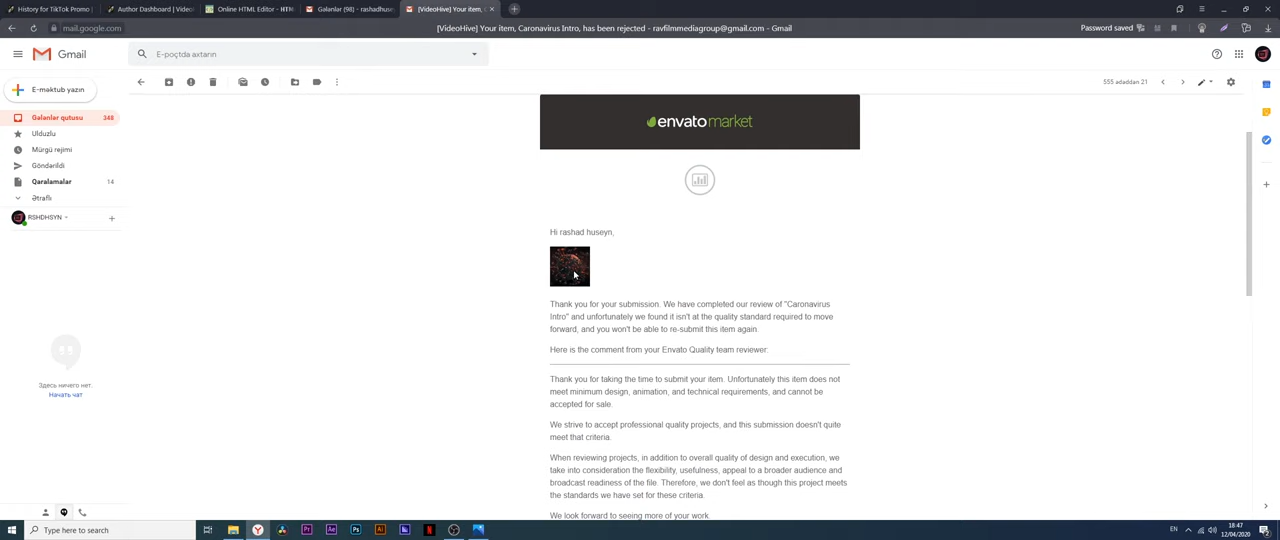 History for TikTok Promo |
Author Dashboard | Video
Online HTML Editor - HTM
Gələnlər (98) - rashadhuse
[VideoHive] Your item, C
mail.google.com
[VideoHive] Your item, Caronavirus Intro, has been rejected - ravfilmmediagroup@gmail.com - Gmail
Password saved
Gmail
E-poçtda axtarın
E-məktub yazın
555 ədəddən 21
Gələnlər qutusu 348
Ulduzlu
Mürgü rejimi
Göndərildi
Qaralamalar 14
Ətraflı
RSHDHSYN
envatomarket
Hi rashad huseyn,
Thank you for your submission. We have completed our review of "Caronavirus
Intro" and unfortunately we found it isn't at the quality standard required to move
forward, and you won't be able to re-submit this item again.
Here is the comment from your Envato Quality team reviewer:
Thank you for taking the time to submit your item. Unfortunately this item does not
meet minimum design, animation, and technical requirements, and cannot be
accepted for sale.
We strive to accept professional quality projects, and this submission doesn't quite
meet that criteria.
When reviewing projects, in addition to overall quality of design and execution, we
take into consideration the flexibility, usefulness, appeal to a broader audience and
broadcast readiness of the file. Therefore, we don't feel as though this project meets
the standards we have set for these criteria.
We look forward to seeing more of your work
Здесь ничего нет.
Начать чат
Type here to search
Pr
Ae
Ps
Ai
N
EN
18:47
12/04/2020
2